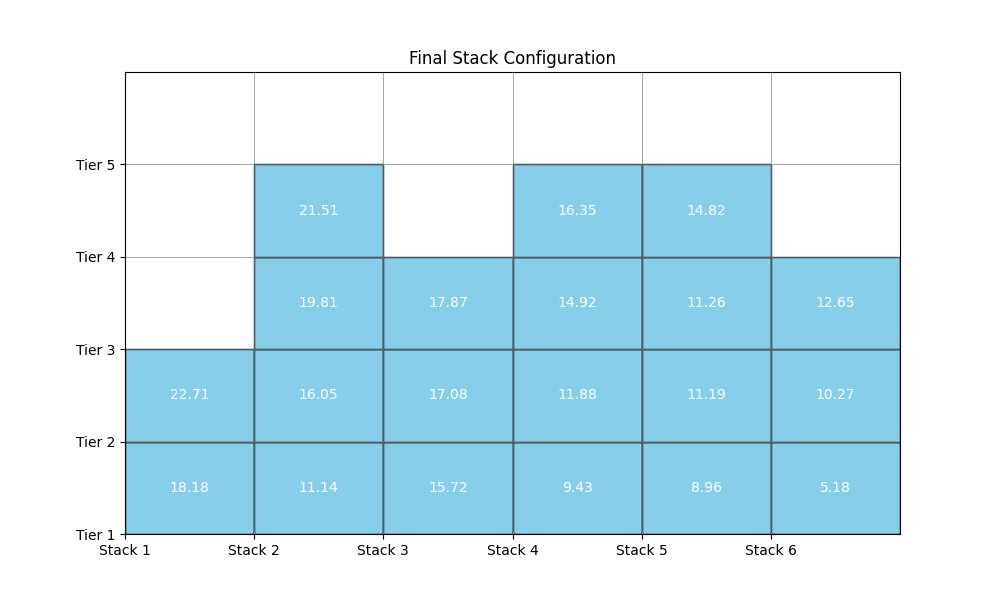 Final Stack Configuration
Tier 5
21.51 16.35 14.82
Tier 4
19.81 17.87 14.92 11.26 12.65
Tier 3
22.71 16.05 17.08 11.88 11.19 10.27
Tier 2
18.18 11.14 15.72 9.43 8.96 5.18
Tier 1
Stack 1 Stack 2 Stack 3 Stack 4 Stack 5 Stack 6